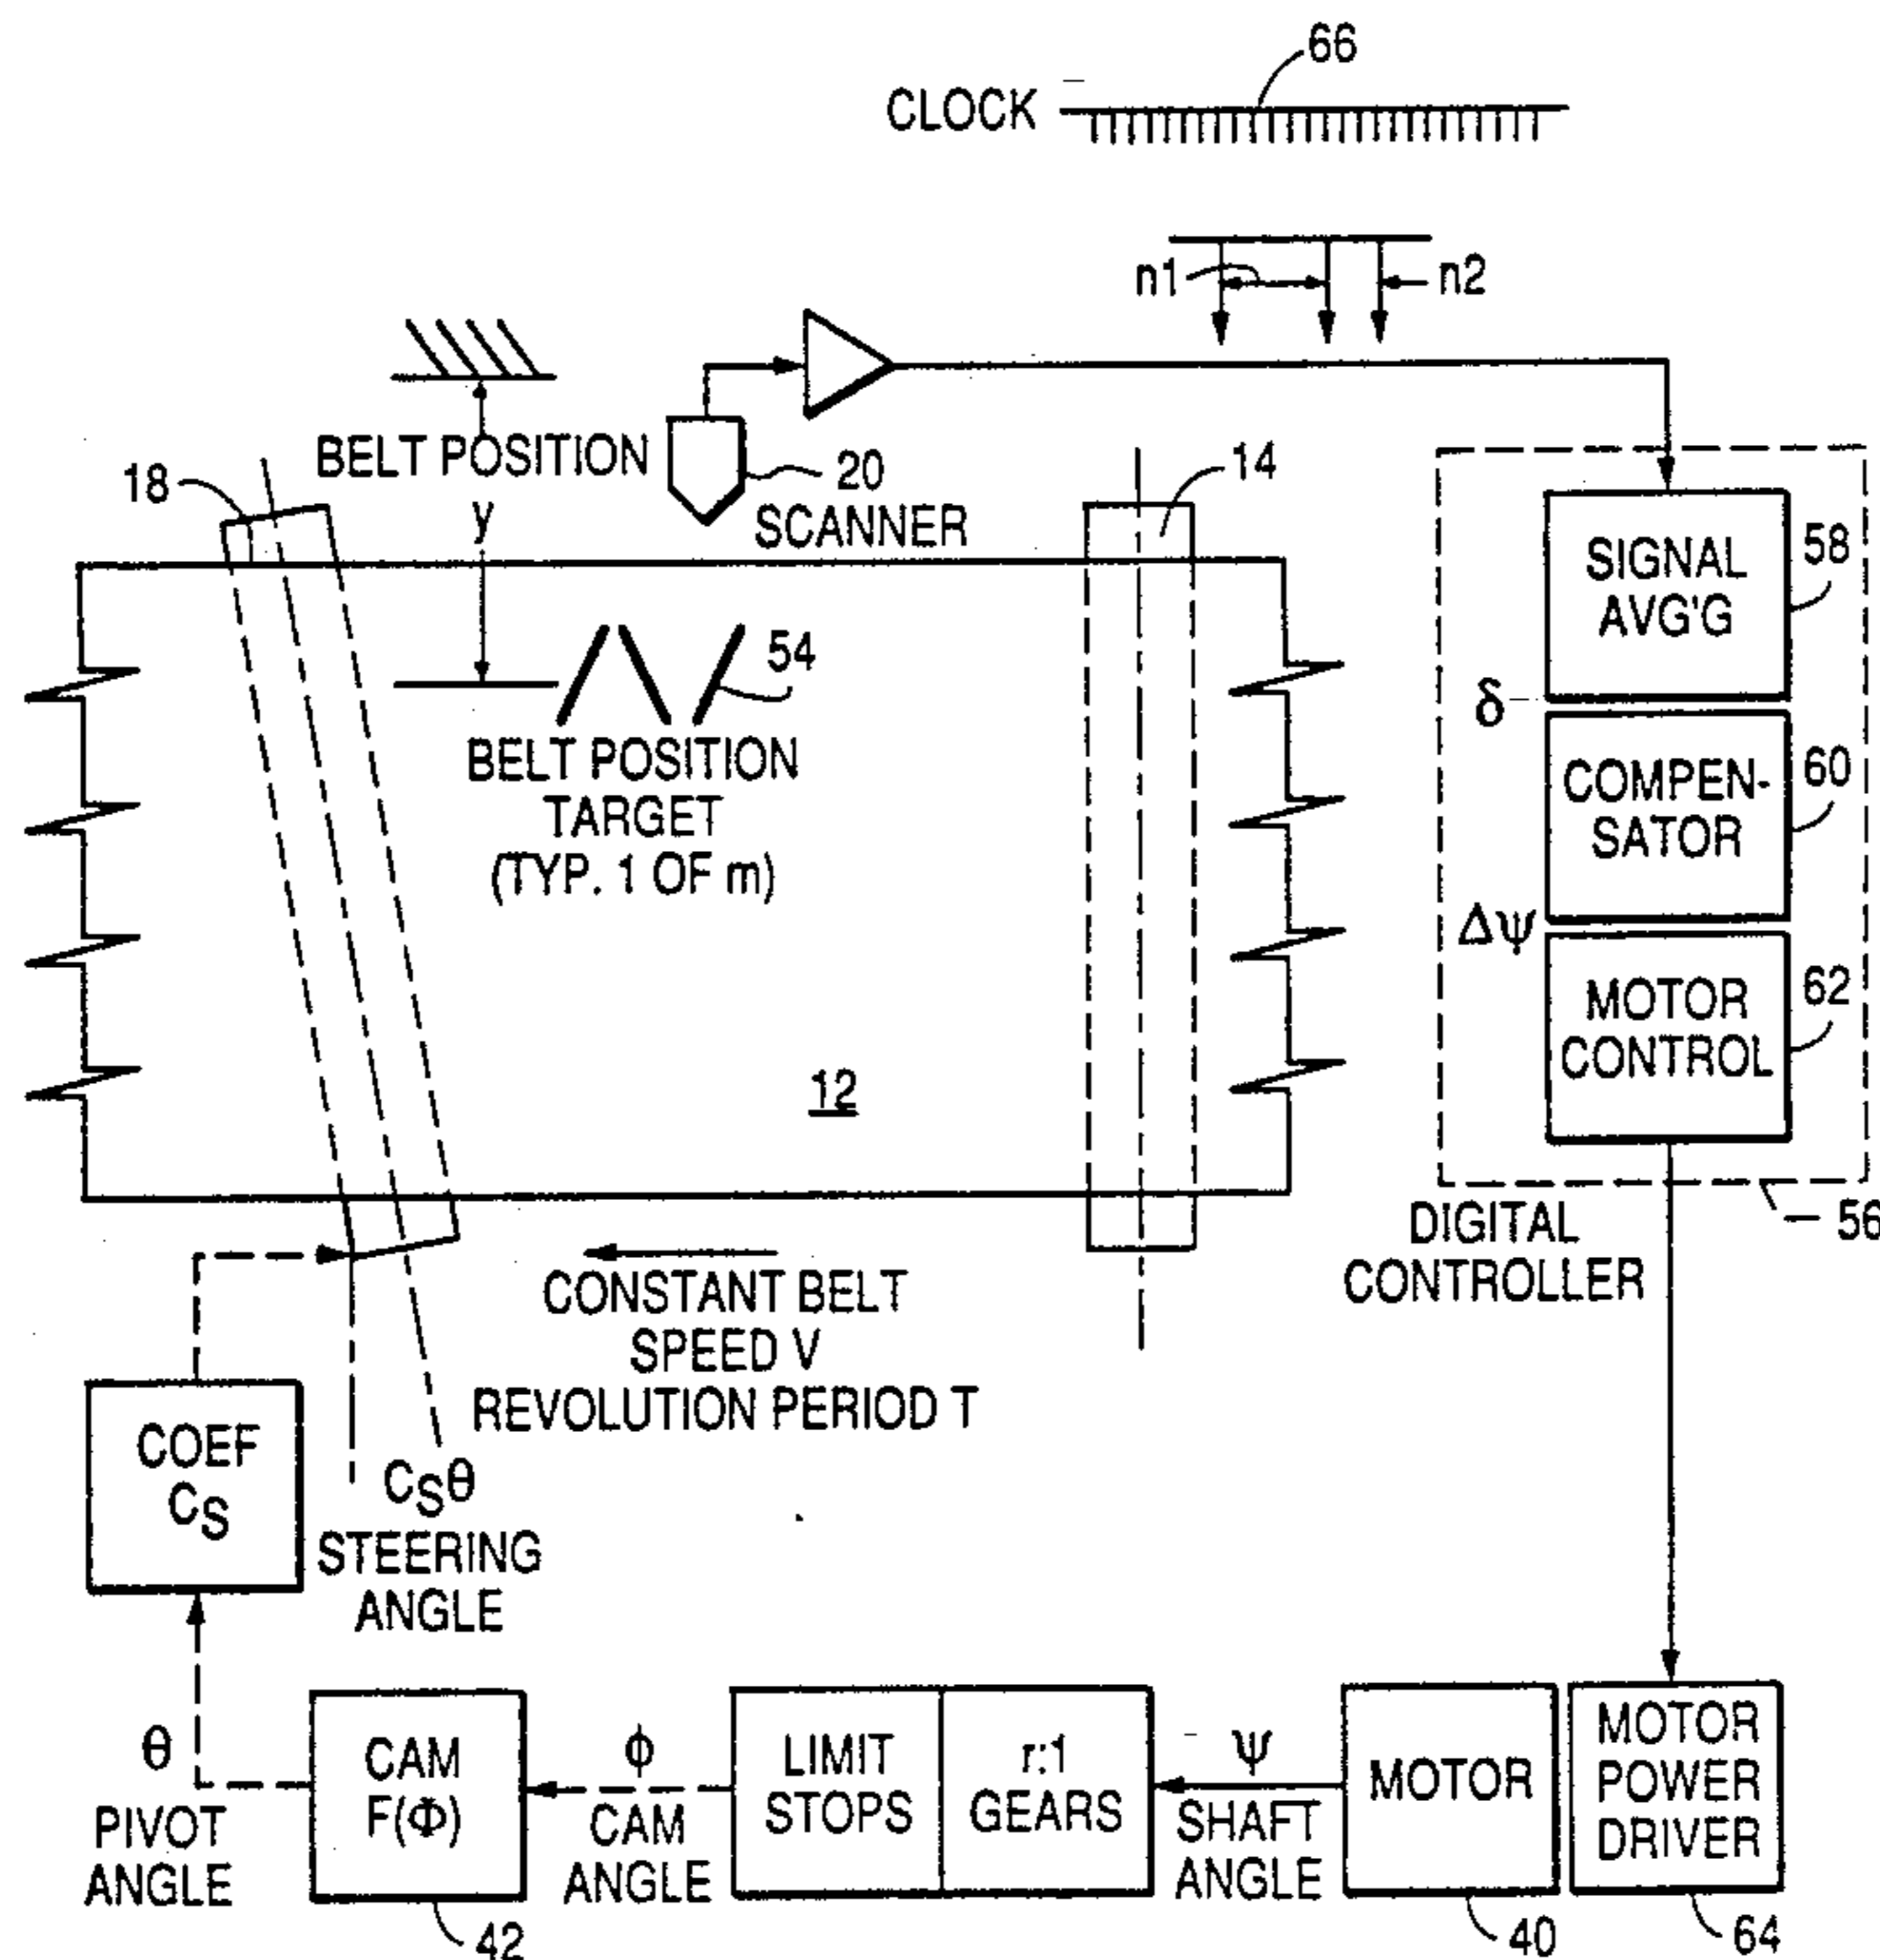 66
CLOCK
n1
n2
BELT POSITION
y
18
20
SCANNER
14
54
BELT POSITION
TARGET
(TYP. 1 OF m)
12
SIGNAL
AVG'G
58
δ
COMPEN-
SATOR
60
Δψ
MOTOR
CONTROL
62
56
DIGITAL
CONTROLLER
CONSTANT BELT
SPEED V
REVOLUTION PERIOD T
COEF
CS
CSθ
STEERING
ANGLE
θ
PIVOT
ANGLE
CAM
F(Φ)
42
ϕ
CAM
ANGLE
LIMIT
STOPS
r:1
GEARS
ψ
SHAFT
ANGLE
MOTOR
40
MOTOR
POWER
DRIVER
64